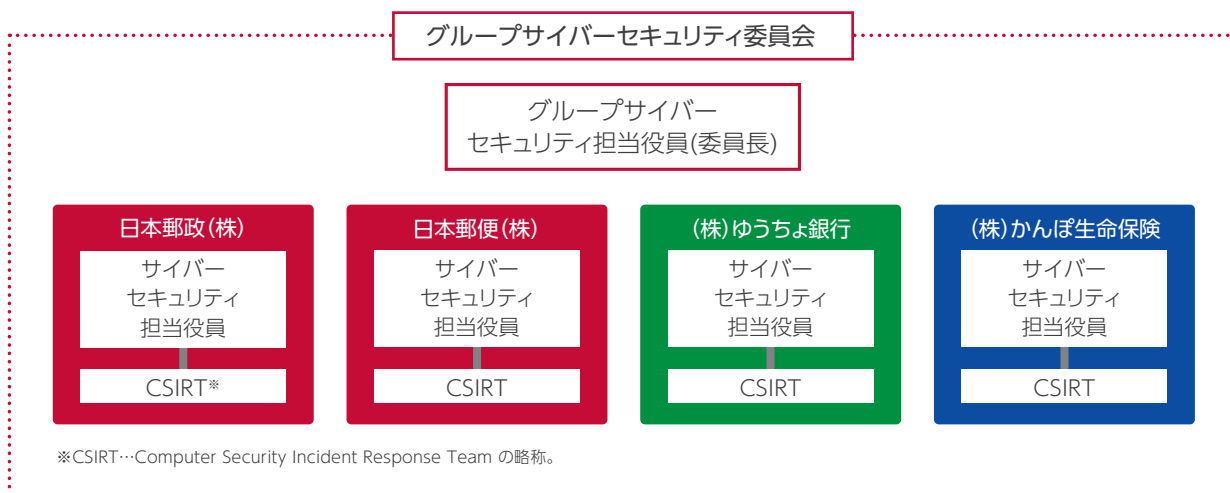 グループサイバーセキュリティ委員会
グループサイバー
セキュリティ担当役員(委員長)
日本郵政(株)
サイバー
セキュリティ
担当役員
CSIRT※
日本郵便(株)
サイバー
セキュリティ
担当役員
CSIRT
(株)ゆうちょ銀行
サイバー
セキュリティ
担当役員
CSIRT
(株)かんぽ生命保険
サイバー
セキュリティ
担当役員
CSIRT
※CSIRT…Computer Security Incident Response Team の略称。